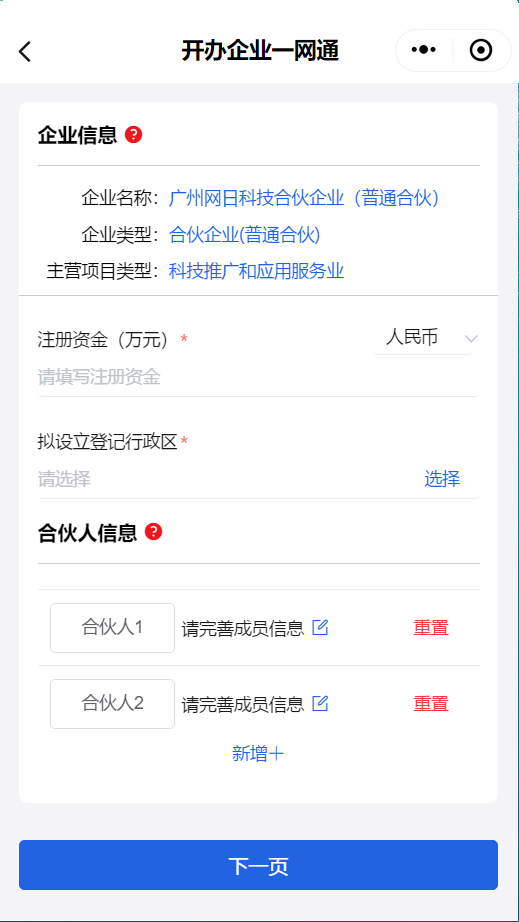 开办企业一网通
企业信息 ?
企业名称：广州网日科技合伙企业（普通合伙）
企业类型：合伙企业(普通合伙)
主营项目类型：科技推广和应用服务业
注册资金（万元） * 人民币
请填写注册资金
拟设立登记行政区*
请选择 选择
合伙人信息 ?
合伙人1 请完善成员信息 重置
合伙人2 请完善成员信息 重置
新增+
下一页